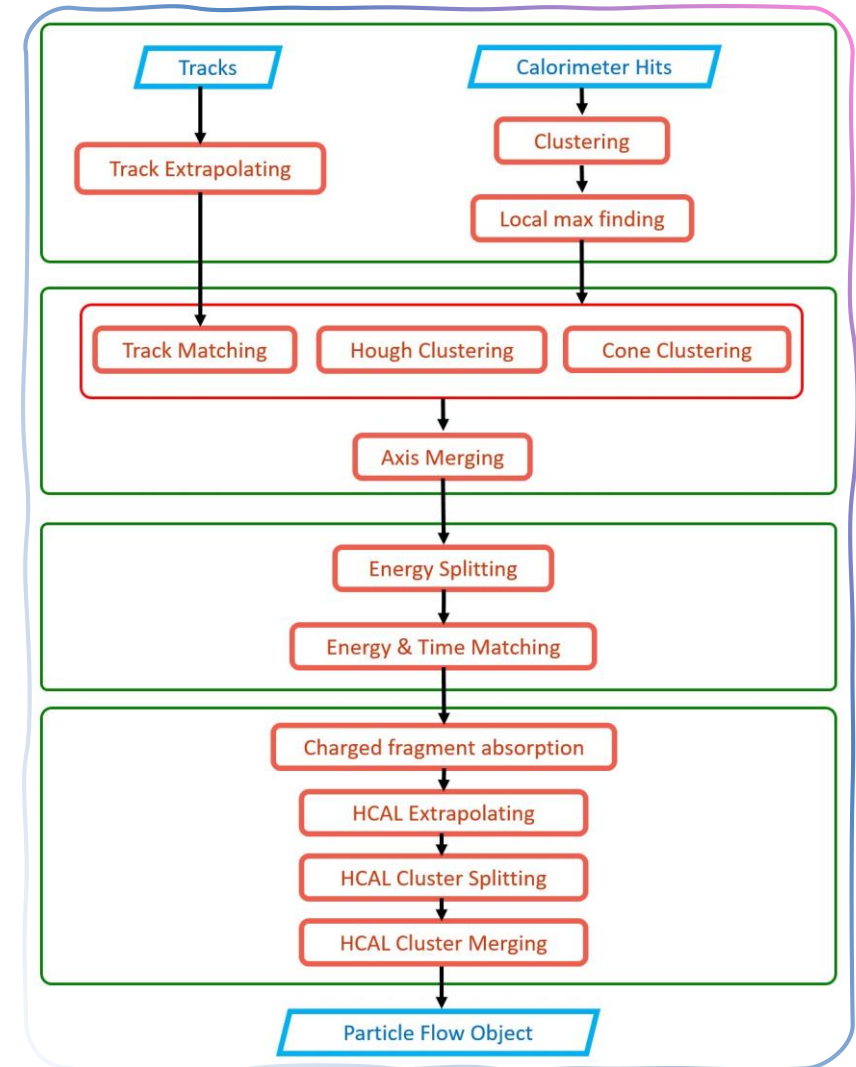 Tracks
Calorimeter Hits
Clustering
Track Extrapolating
Local max finding
Track Matching
Hough Clustering
Cone Clustering
Axis Merging
Energy Splitting
Energy & Time Matching
Charged fragment absorption
HCAL Extrapolating
HCAL Cluster Splitting
HCAL Cluster Merging
Particle Flow Object